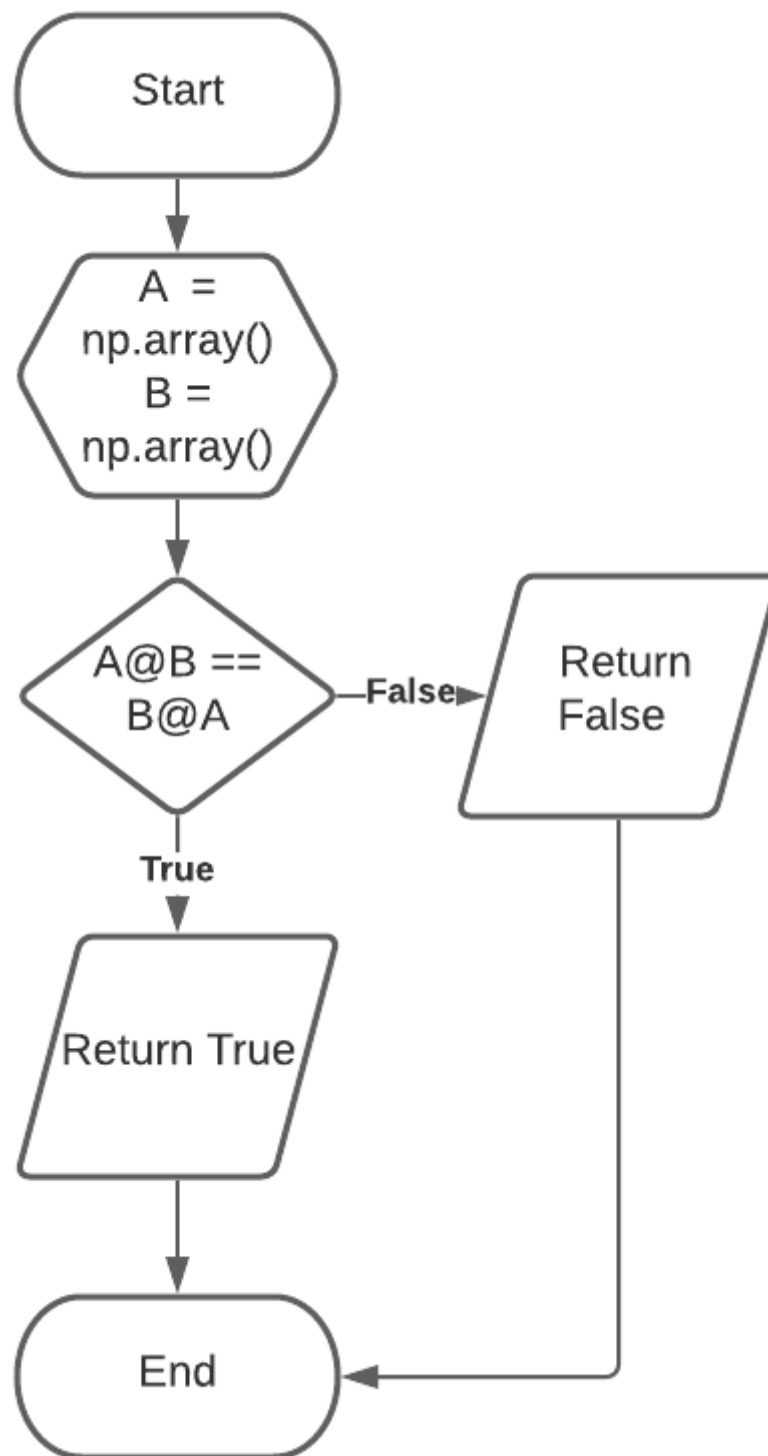 Start
A  =
np.array()
B =
np.array()
A@B ==
B@A
False
Return
False
True
Return True
End